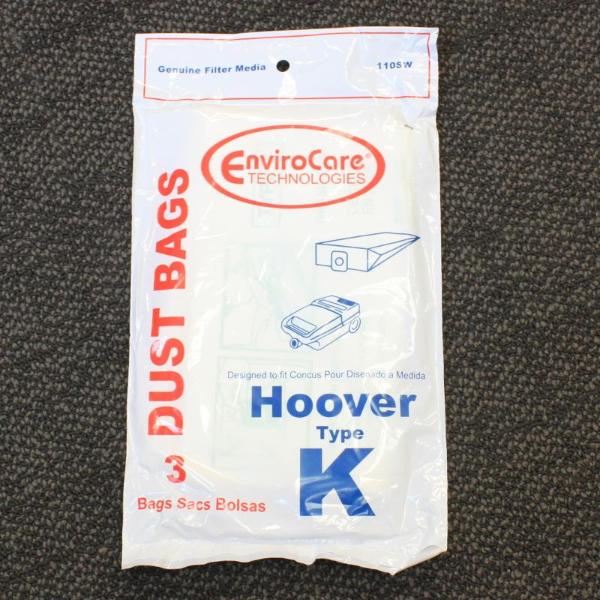 Genuine Filter Media
110SW
EnviroCare®
TECHNOLOGIES
3 DUST BAGS
Designed to fit Concus Pour Disenado a Medida
Hoover
Type
K
Bags Sacs Bolsas